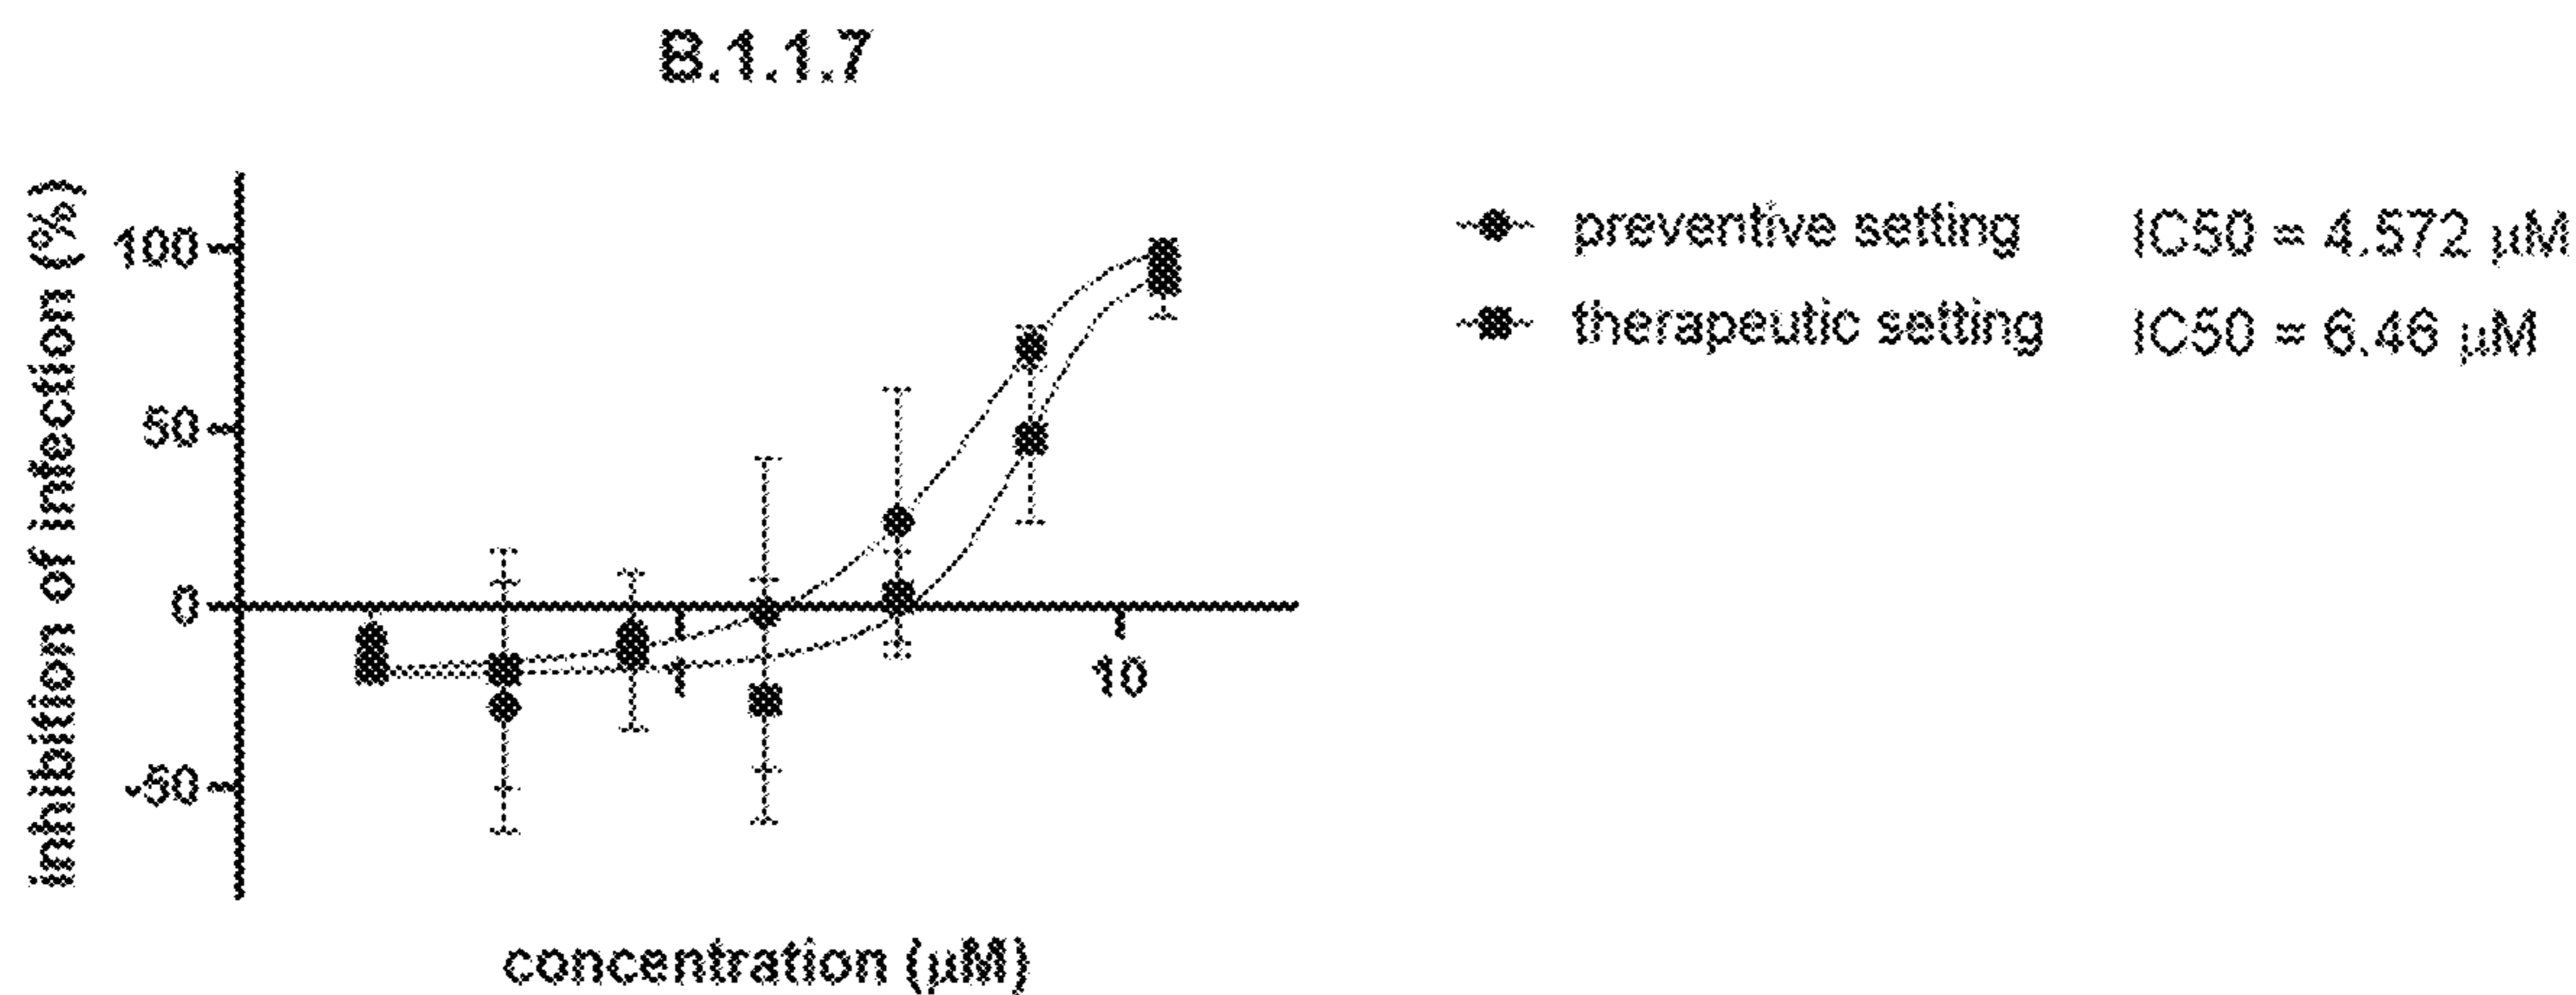 B.1.1.7
inhibition of infection (%)
100
50
0
-50
1
10
concentration (µM)
preventive setting IC50 = 4.572 µM
therapeutic setting IC50 = 6.46 µM